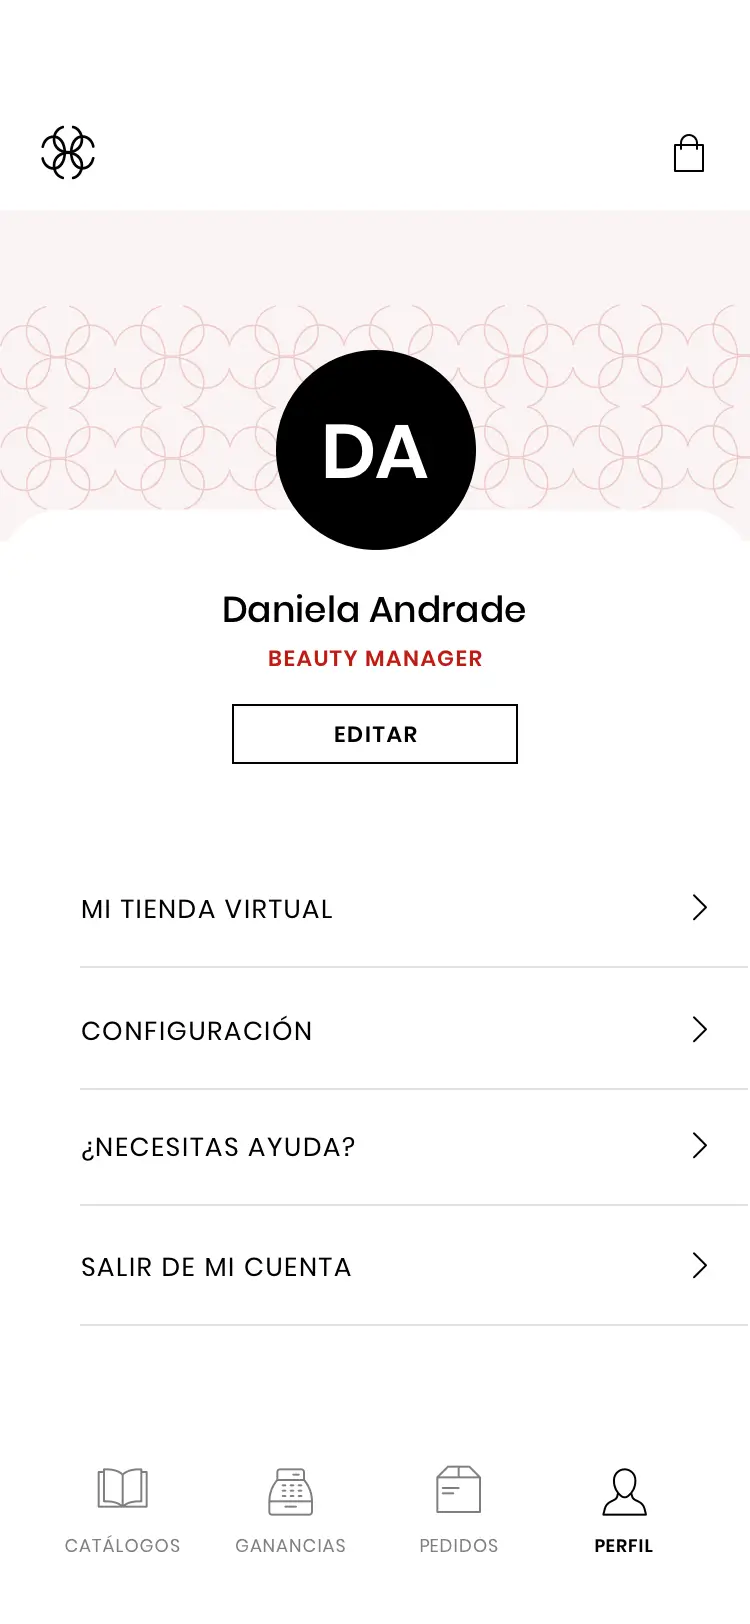 DA
Daniela Andrade
BEAUTY MANAGER
EDITAR
MI TIENDA VIRTUAL
CONFIGURACIÓN
¿NECESITAS AYUDA?
SALIR DE MI CUENTA
CATÁLOGOS GANANCIAS PEDIDOS PERFIL